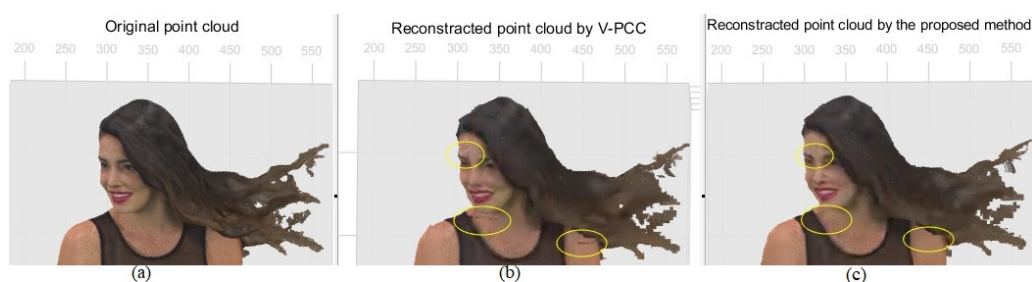 Original point cloud
200 250 300 350 400 450 500 550
(a)
Reconstracted point cloud by V-PCC
200 250 300 350 400 450 500 550
(b)
Reconstracted point cloud by the proposed method
200 250 300 350 400 450 500 550
(c)